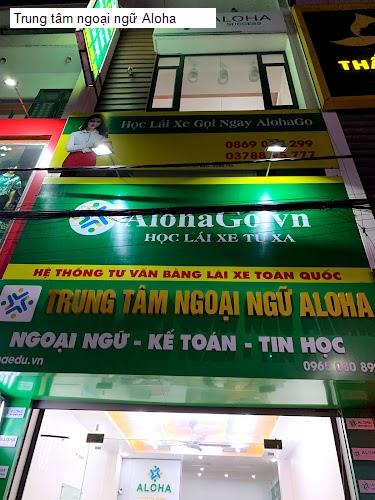 Trung tâm ngoại ngữ Aloha
ALOHA
SUCCESS
Học Lái Xe Gọi Ngay AlohaGo
AlohaGo.vn
HỌC LÁI XE TỪ XA
HỆ THỐNG TƯ VẤN BẰNG LÁI XE TOÀN QUỐC
TRUNG TÂM NGOẠI NGỮ ALOHA
NGOẠI NGỮ - KẾ TOÁN - TIN HỌC
ALOHA